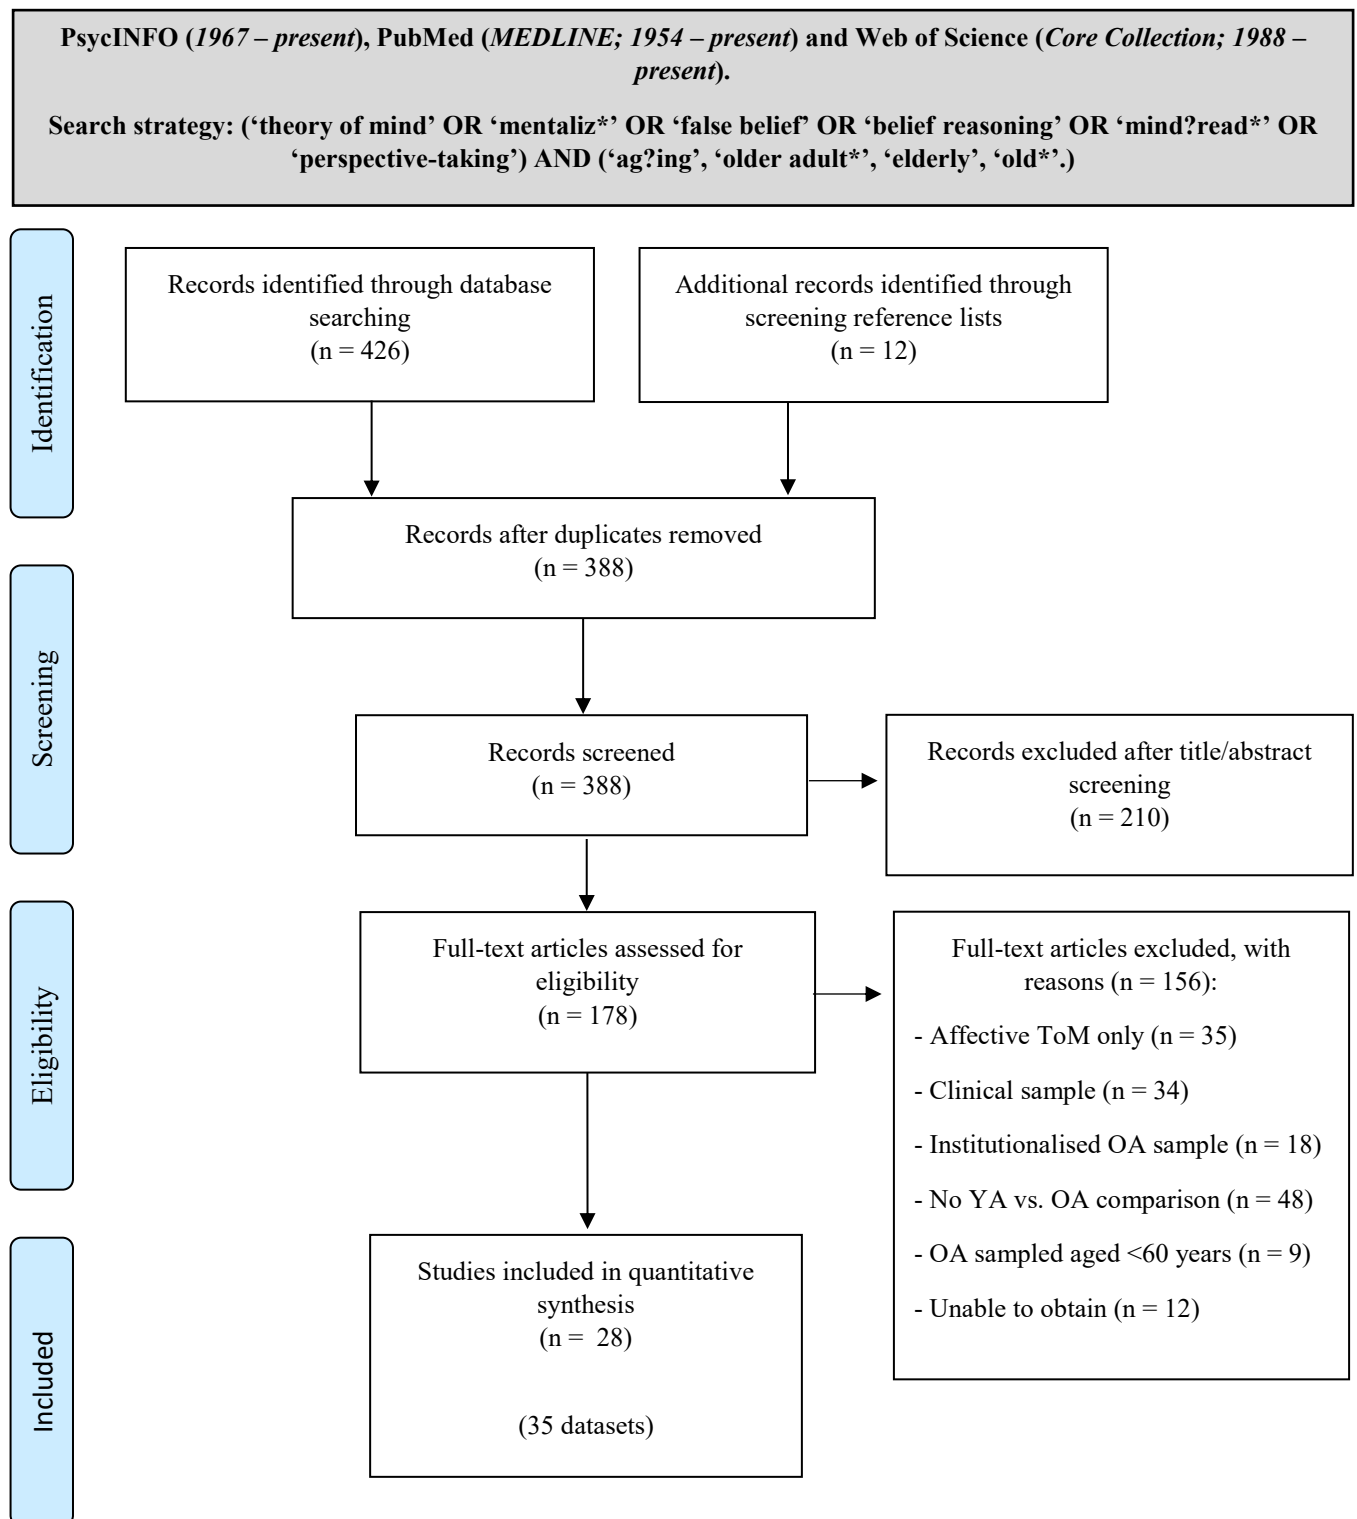 PsycINFO (1967 – present), PubMed (MEDLINE; 1954 – present) and Web of Science (Core Collection; 1988 –
present).
Search strategy: (‘theory of mind’ OR ‘mentaliz*’ OR ‘false belief’ OR ‘belief reasoning’ OR ‘mind?read*’ OR
‘perspective-taking’) AND (‘ag?ing’, ‘older adult*’, ‘elderly’, ‘old*’.)
Identification
Records identified through database
searching
(n = 426)
Additional records identified through
screening reference lists
(n = 12)
Records after duplicates removed
(n = 388)
Screening
Records screened
(n = 388)
Records excluded after title/abstract
screening
(n = 210)
Eligibility
Full-text articles assessed for
eligibility
(n = 178)
Full-text articles excluded, with
reasons (n = 156):
- Affective ToM only (n = 35)
- Clinical sample (n = 34)
- Institutionalised OA sample (n = 18)
- No YA vs. OA comparison (n = 48)
- OA sampled aged <60 years (n = 9)
- Unable to obtain (n = 12)
Included
Studies included in quantitative
synthesis
(n = 28)
(35 datasets)